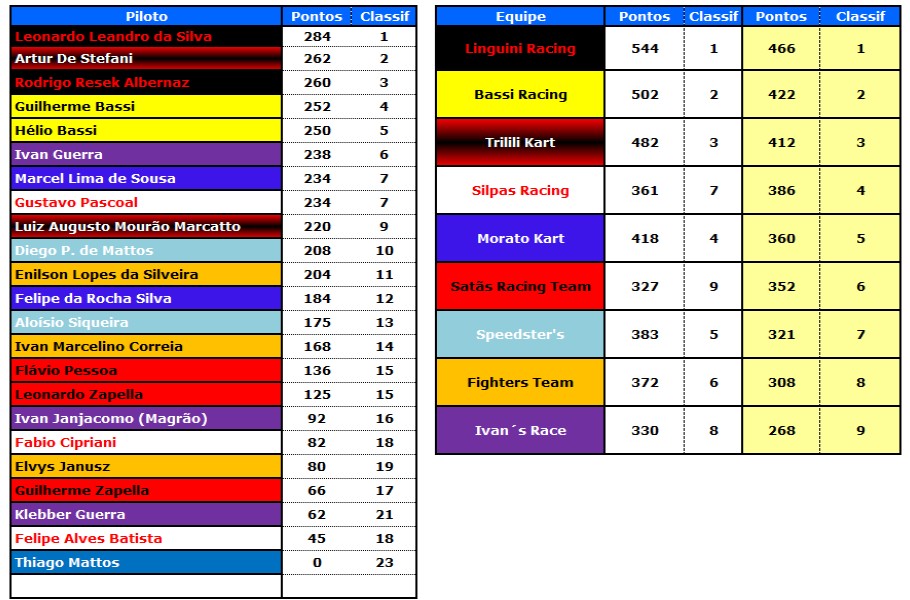 Piloto Pontos Classif
Leonardo Leandro da Silva 284 1
Artur De Stefani 262 2
Rodrigo Resek Albernaz 260 3
Guilherme Bassi 252 4
Hélio Bassi 250 5
Ivan Guerra 238 6
Marcel Lima de Sousa 234 7
Gustavo Pascoal 234 7
Luiz Augusto Mourão Marcatto 220 9
Diego P. de Mattos 208 10
Enilson Lopes da Silveira 204 11
Felipe da Rocha Silva 184 12
Aloísio Siqueira 175 13
Ivan Marcelino Correia 168 14
Flávio Pessoa 136 15
Leonardo Zapella 125 15
Ivan Janjacomo (Magrão) 92 16
Fabio Cipriani 82 18
Elvys Janusz 80 19
Guilherme Zapella 66 17
Klebber Guerra 62 21
Felipe Alves Batista 45 18
Thiago Mattos 0 23
Equipe Pontos Classif Pontos Classif
Linguini Racing 544 1 466 1
Bassi Racing 502 2 422 2
Trilili Kart 482 3 412 3
Silpas Racing 361 7 386 4
Morato Kart 418 4 360 5
Satãs Racing Team 327 9 352 6
Speedster's 383 5 321 7
Fighters Team 372 6 308 8
Ivan´s Race 330 8 268 9